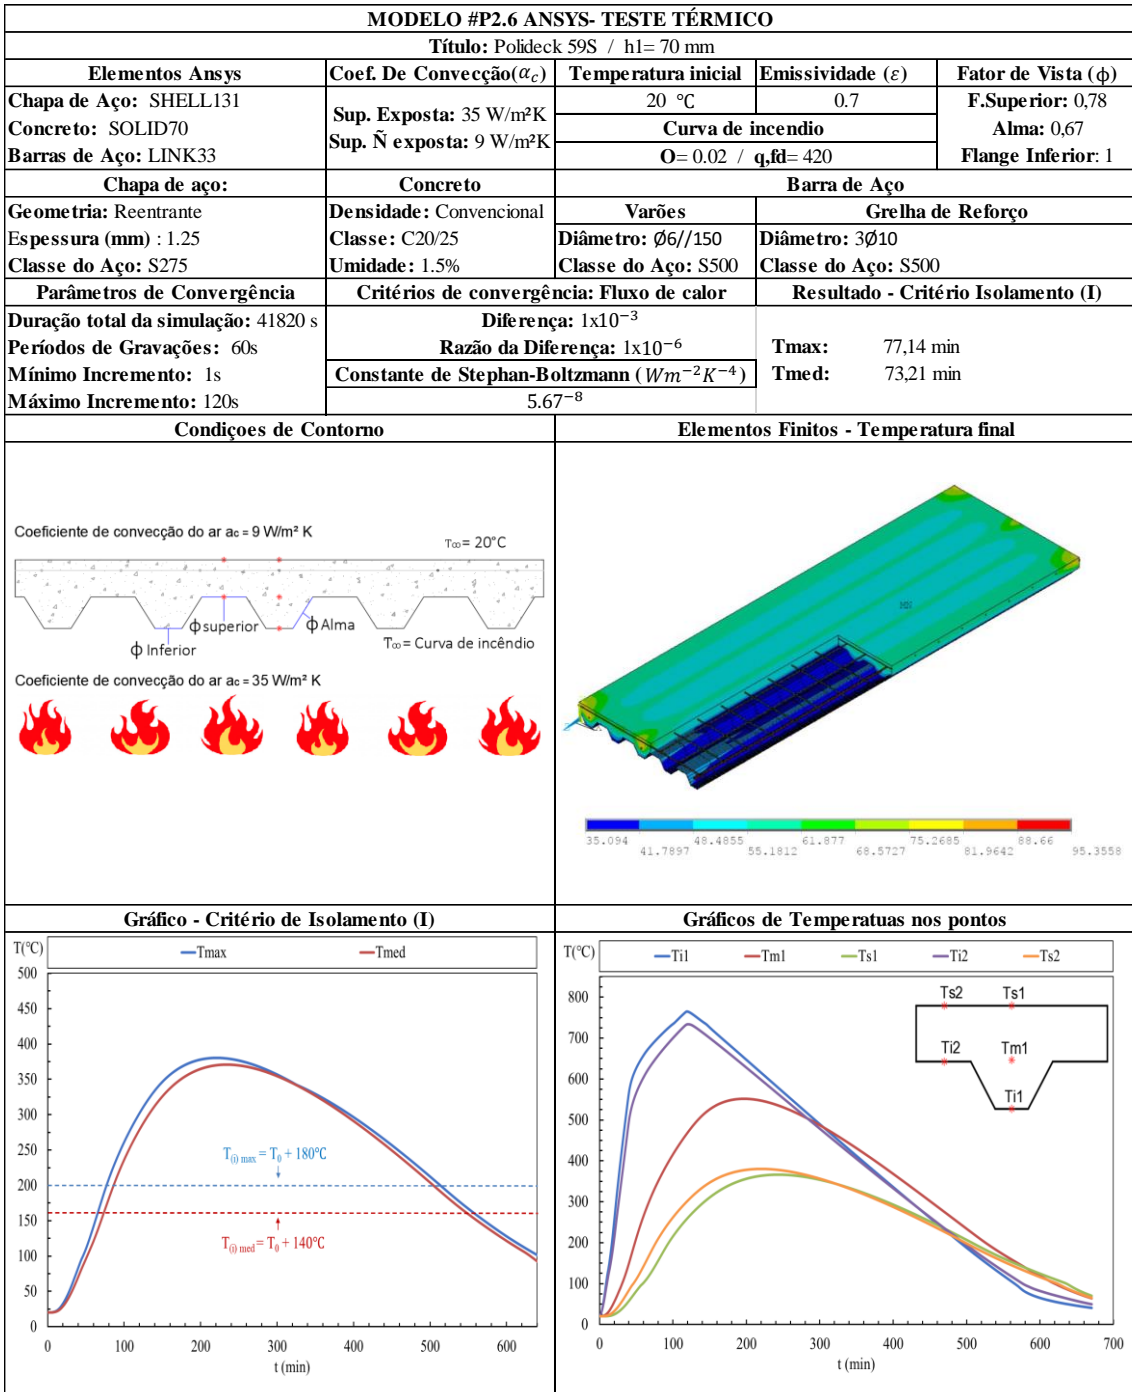 MODELO #P2.6 ANSYS- TESTE TÉRMICO
Título: Polideck 59S / h1= 70 mm
Elementos Ansys
Coef. De Convecção(α_c)
Temperatura inicial
Emissividade (ε)
Fator de Vista (ϕ)
Chapa de Aço: SHELL131
Concreto: SOLID70
Barras de Aço: LINK33
Sup. Exposta: 35 W/m²K
Sup. Ñ exposta: 9 W/m²K
20 °C
0.7
Curva de incendio
O= 0.02 / q,fd= 420
F.Superior: 0,78
Alma: 0,67
Flange Inferior: 1
Chapa de aço:
Concreto
Barra de Aço
Geometria: Reentrante
Espessura (mm) : 1.25
Classe do Aço: S275
Densidade: Convencional
Classe: C20/25
Umidade: 1.5%
Varões
Diâmetro: Ø6//150
Classe do Aço: S500
Grelha de Reforço
Diâmetro: 3Ø10
Classe do Aço: S500
Parâmetros de Convergência
Critérios de convergência: Fluxo de calor
Resultado - Critério Isolamento (I)
Duração total da simulação: 41820 s
Períodos de Gravações: 60s
Mínimo Incremento: 1s
Máximo Incremento: 120s
Diferença: 1x10⁻³
Razão da Diferença: 1x10⁻⁶
Constante de Stephan-Boltzmann (Wm⁻²K⁻⁴)
5.67⁻⁸
Tmax: 77,14 min
Tmed: 73,21 min
Condiçoes de Contorno
Elementos Finitos - Temperatura final
Coeficiente de convecção do ar ac = 9 W/m² K
T∞= 20°C
ϕ superior
ϕ Alma
ϕ Inferior
T∞= Curva de incêndio
Coeficiente de convecção do ar ac = 35 W/m² K
MN
35.094 48.4855 61.877 75.2685 88.66
41.7897 55.1812 68.5727 81.9642 95.3558
Gráfico - Critério de Isolamento (I)
T(°C)
Tmax Tmed
500
450
400
350
300
250
200
150
100
50
0
T(i) max = T0 + 180°C
T(i) med = T0 + 140°C
0 100 200 300 400 500 600
t (min)
Gráficos de Temperatuas nos pontos
T(°C)
Ti1 Tm1 Ts1 Ti2 Ts2
800
700
600
500
400
300
200
100
0
Ts2 Ts1
Ti2 Tm1
Ti1
0 100 200 300 400 500 600 700
t (min)